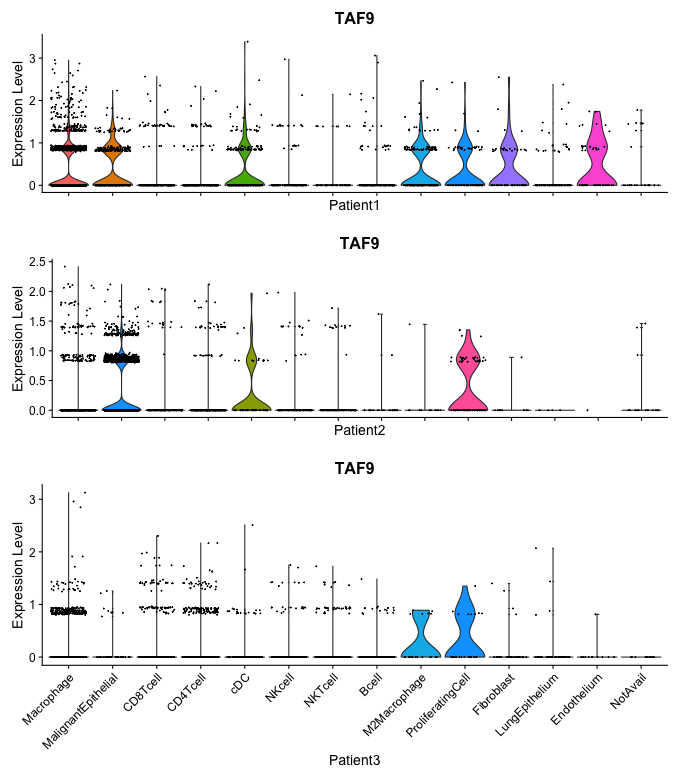 TAF9
Expression Level
3
2
1
0
Patient1
TAF9
Expression Level
2.5
2.0
1.5
1.0
0.5
0.0
Patient2
TAF9
Expression Level
3
2
1
0
Macrophage
MalignantEpithelial
CD8Tcell
CD4Tcell
cDC
NKcell
NKTcell
Bcell
M2Macrophage
ProliferatingCell
Fibroblast
LungEpithelium
Endothelium
NotAvail
Patient3